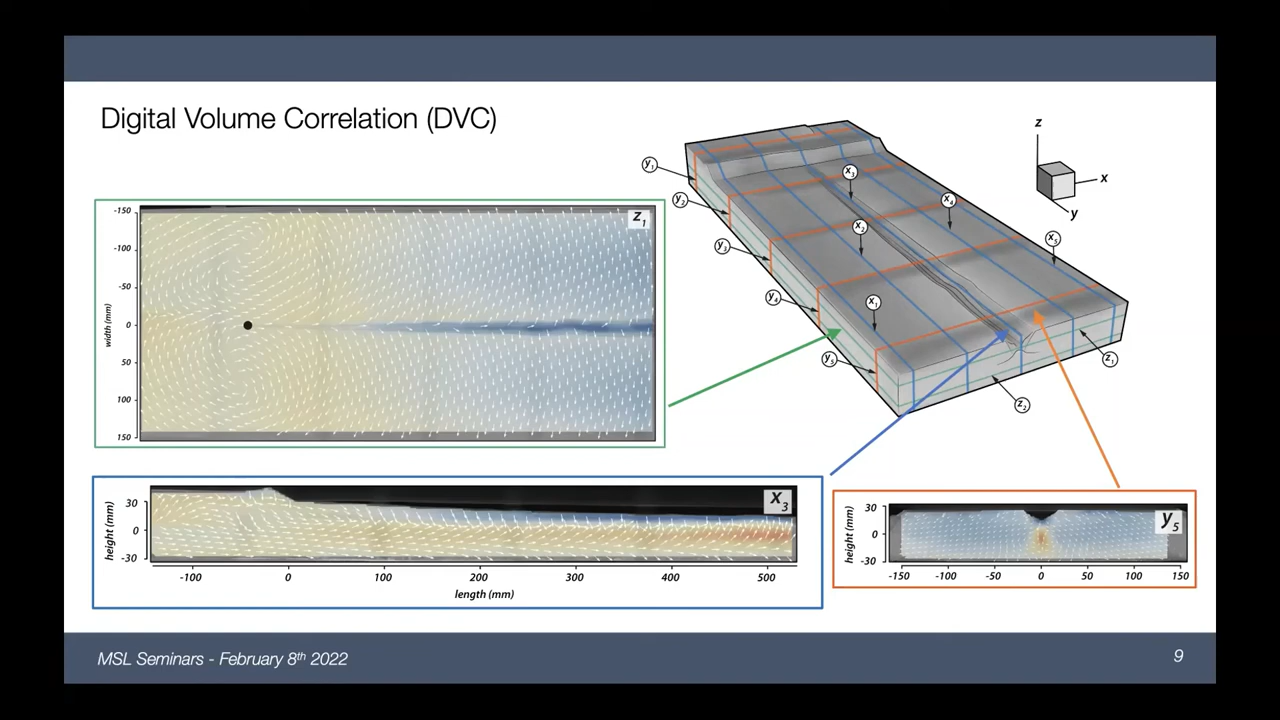 Digital Volume Correlation (DVC)
z
x
y
y1
y2
y3
y4
y5
x1
x2
x3
x4
x5
z1
z2
z1
-150
-100
-50
0
50
100
150
width (mm)
x3
30
0
-30
height (mm)
-100 0 100 200 300 400 500
length (mm)
y5
30
0
-30
height (mm)
-150 -100 -50 0 50 100 150
MSL Seminars - February 8th 2022
9